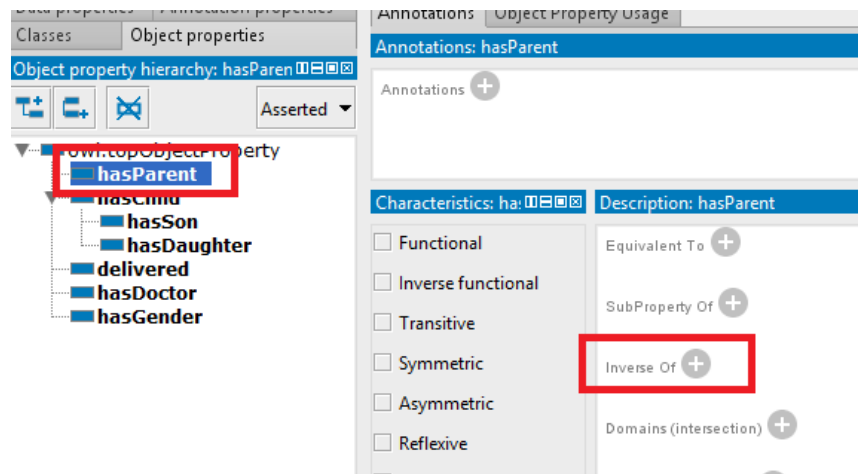 Data properties Annotation properties
Classes Object properties
Object property hierarchy: hasParen
Asserted
owl:topObjectProperty
hasParent
hasChild
hasSon
hasDaughter
delivered
hasDoctor
hasGender
Annotations Object Property Usage
Annotations: hasParent
Annotations
Characteristics: ha:
Functional
Inverse functional
Transitive
Symmetric
Asymmetric
Reflexive
Description: hasParent
Equivalent To
SubProperty Of
Inverse Of
Domains (intersection)